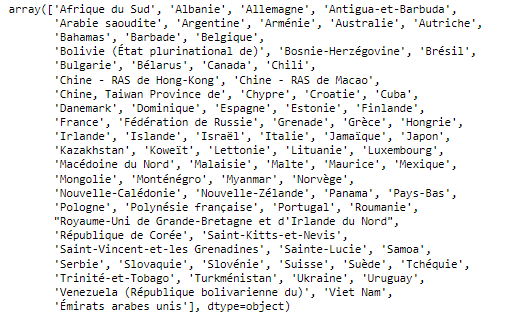 array(['Afrique du Sud', 'Albanie', 'Allemagne', 'Antigua-et-Barbuda',
'Arabie saoudite', 'Argentine', 'Arménie', 'Australie', 'Autriche',
'Bahamas', 'Barbade', 'Belgique',
'Bolivie (État plurinational de)', 'Bosnie-Herzégovine', 'Brésil',
'Bulgarie', 'Bélarus', 'Canada', 'Chili',
'Chine - RAS de Hong-Kong', 'Chine - RAS de Macao',
'Chine, Taiwan Province de', 'Chypre', 'Croatie', 'Cuba',
'Danemark', 'Dominique', 'Espagne', 'Estonie', 'Finlande',
'France', 'Fédération de Russie', 'Grenade', 'Grèce', 'Hongrie',
'Irlande', 'Islande', 'Israël', 'Italie', 'Jamaïque', 'Japon',
'Kazakhstan', 'Koweït', 'Lettonie', 'Lituanie', 'Luxembourg',
'Macédoine du Nord', 'Malaisie', 'Malte', 'Maurice', 'Mexique',
'Mongolie', 'Monténégro', 'Myanmar', 'Norvège',
'Nouvelle-Calédonie', 'Nouvelle-Zélande', 'Panama', 'Pays-Bas',
'Pologne', 'Polynésie française', 'Portugal', 'Roumanie',
"Royaume-Uni de Grande-Bretagne et d'Irlande du Nord",
'République de Corée', 'Saint-Kitts-et-Nevis',
'Saint-Vincent-et-les Grenadines', 'Sainte-Lucie', 'Samoa',
'Serbie', 'Slovaquie', 'Slovénie', 'Suisse', 'Suède', 'Tchéquie',
'Trinité-et-Tobago', 'Turkménistan', 'Ukraine', 'Uruguay',
'Venezuela (République bolivarienne du)', 'Viet Nam',
'Émirats arabes unis'], dtype=object)